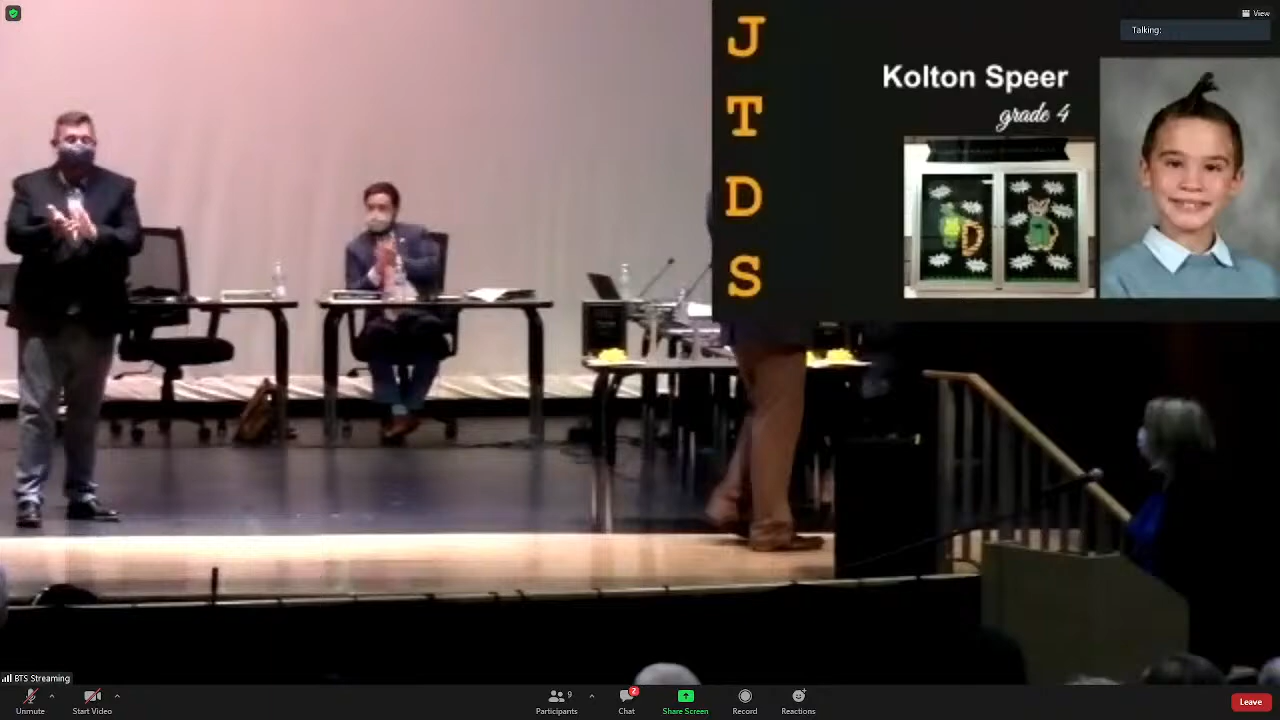 View
Talking:
J
T
D
S
Kolton Speer
grade 4
BTS Streaming
Unmute
Start Video
9
Participants
2
Chat
Share Screen
Record
Reactions
Leave